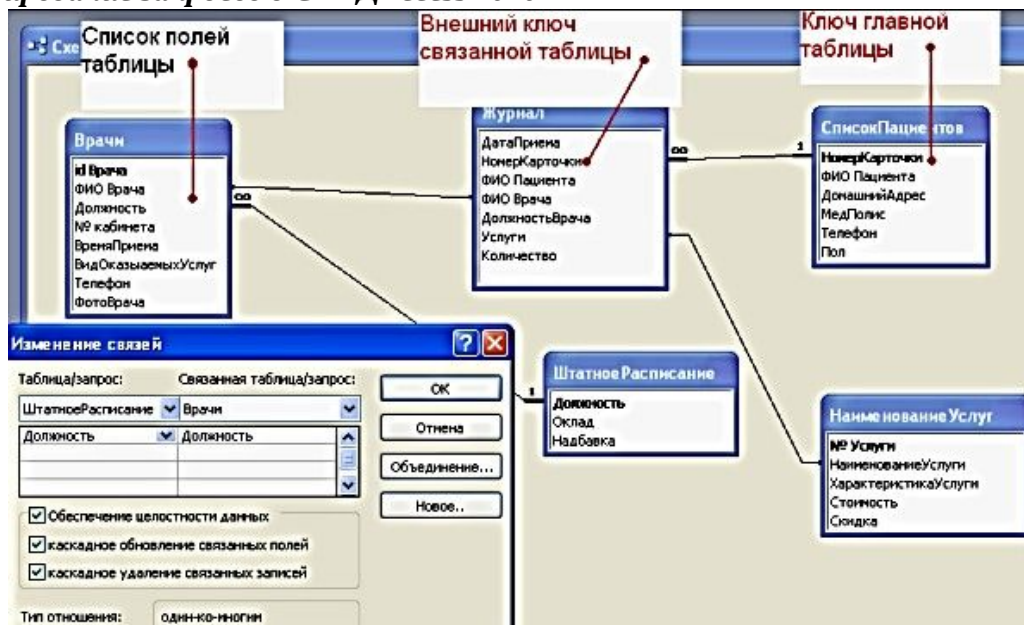 Список полей
таблицы
Внешний ключ
связанной таблицы
Ключ главной
таблицы
Врачи
id Врача
ФИО Врача
Должность
№ кабинета
ВремяПриема
ВидОказываемыхУслуг
Телефон
ФотоВрача
Журнал
ДатаПриема
НомерКарточки
ФИО Пациента
ФИО Врача
ДолжностьВрача
Услуги
Количество
СписокПациентов
НомерКарточки
ФИО Пациента
ДомашнийАдрес
МедПолис
Телефон
Пол
∞
∞
1
1
ШтатноеРасписание
Должность
Оклад
Надбавка
НаименованиеУслуг
№ Услуги
НаименованиеУслуги
ХарактеристикаУслуги
Стоимость
Скидка
Изменение связей
Таблица/запрос: Связанная таблица/запрос:
ШтатноеРасписание Врачи
Должность Должность
OK
Отмена
Объединение...
Новое..
Обеспечение целостности данных
каскадное обновление связанных полей
каскадное удаление связанных записей
Тип отношения: один-ко-многим